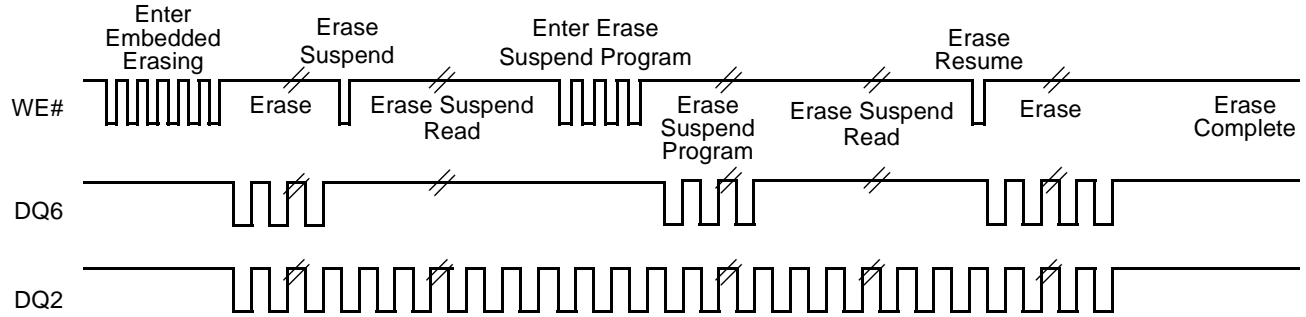 Enter
Embedded
Erasing
Erase
Suspend
Enter Erase
Suspend Program
Erase
Resume
WE#
Erase
Erase Suspend
Read
Erase
Suspend
Program
Erase Suspend
Read
Erase
Erase
Complete
DQ6
DQ2